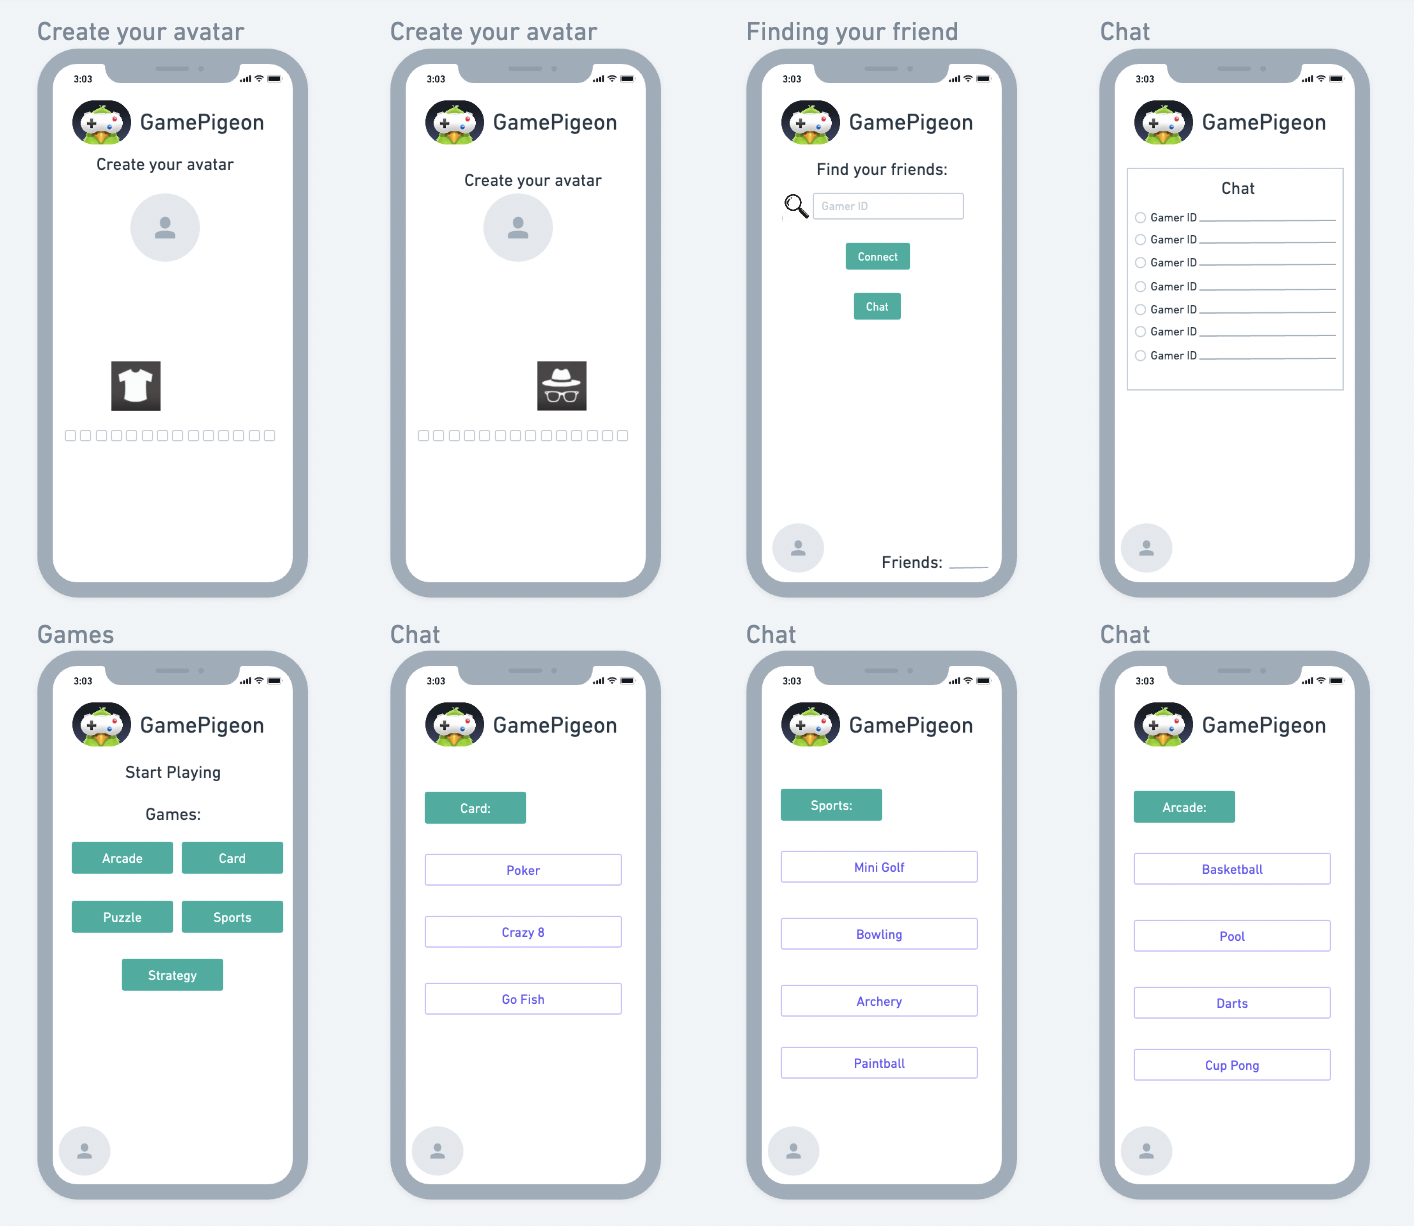 Create your avatar
3:03
GamePigeon
Create your avatar
Create your avatar
3:03
GamePigeon
Create your avatar
Finding your friend
3:03
GamePigeon
Find your friends:
Gamer ID
Connect
Chat
Friends:
Chat
3:03
GamePigeon
Chat
Gamer ID
Gamer ID
Gamer ID
Gamer ID
Gamer ID
Gamer ID
Gamer ID
Games
3:03
GamePigeon
Start Playing
Games:
Arcade
Card
Puzzle
Sports
Strategy
Chat
3:03
GamePigeon
Card:
Poker
Crazy 8
Go Fish
Chat
3:03
GamePigeon
Sports:
Mini Golf
Bowling
Archery
Paintball
Chat
3:03
GamePigeon
Arcade:
Basketball
Pool
Darts
Cup Pong